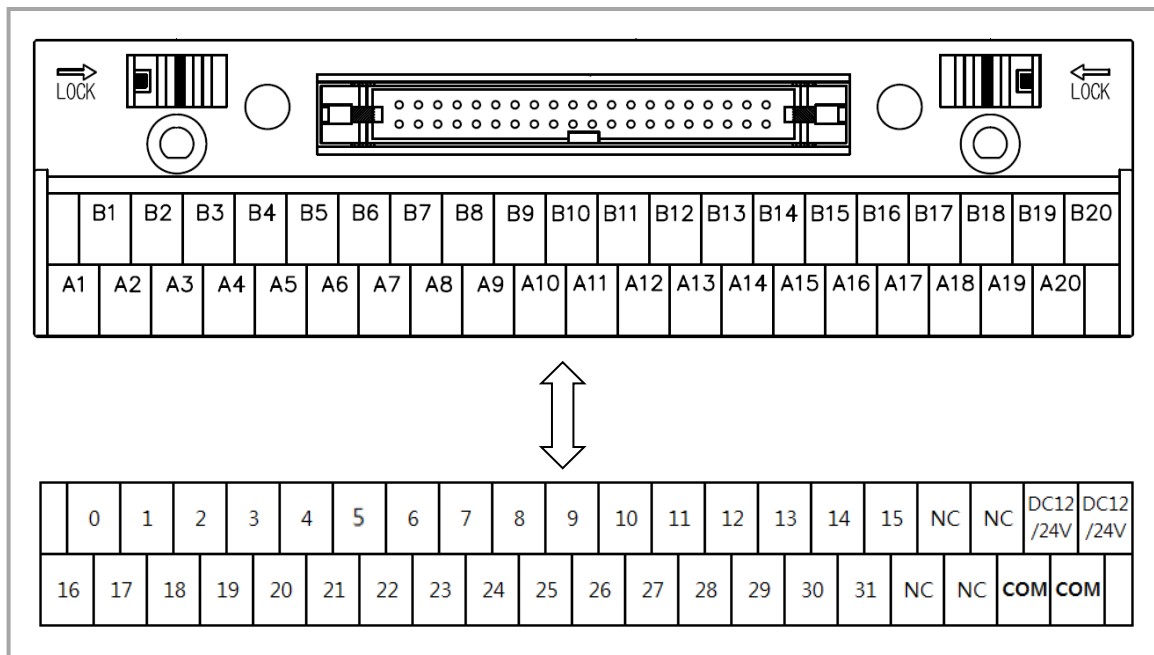 LOCK LOCK
B1 B2 B3 B4 B5 B6 B7 B8 B9 B10 B11 B12 B13 B14 B15 B16 B17 B18 B19 B20
A1 A2 A3 A4 A5 A6 A7 A8 A9 A10 A11 A12 A13 A14 A15 A16 A17 A18 A19 A20
0 1 2 3 4 5 6 7 8 9 10 11 12 13 14 15 NC NC DC12 /24V DC12 /24V
16 17 18 19 20 21 22 23 24 25 26 27 28 29 30 31 NC NC COM COM